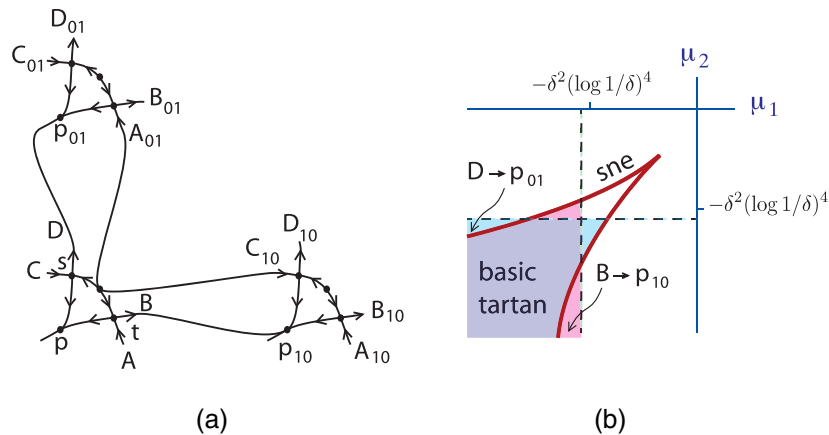 D₀₁
C₀₁
B₀₁
p₀₁
A₀₁
D
C
s
B
p
t
A
D₁₀
C₁₀
B₁₀
p₁₀
A₁₀
(a)
μ₂
−δ²(log 1/δ)⁴
μ₁
sne
D→p₀₁
−δ²(log 1/δ)⁴
basic
tartan
B→p₁₀
(b)